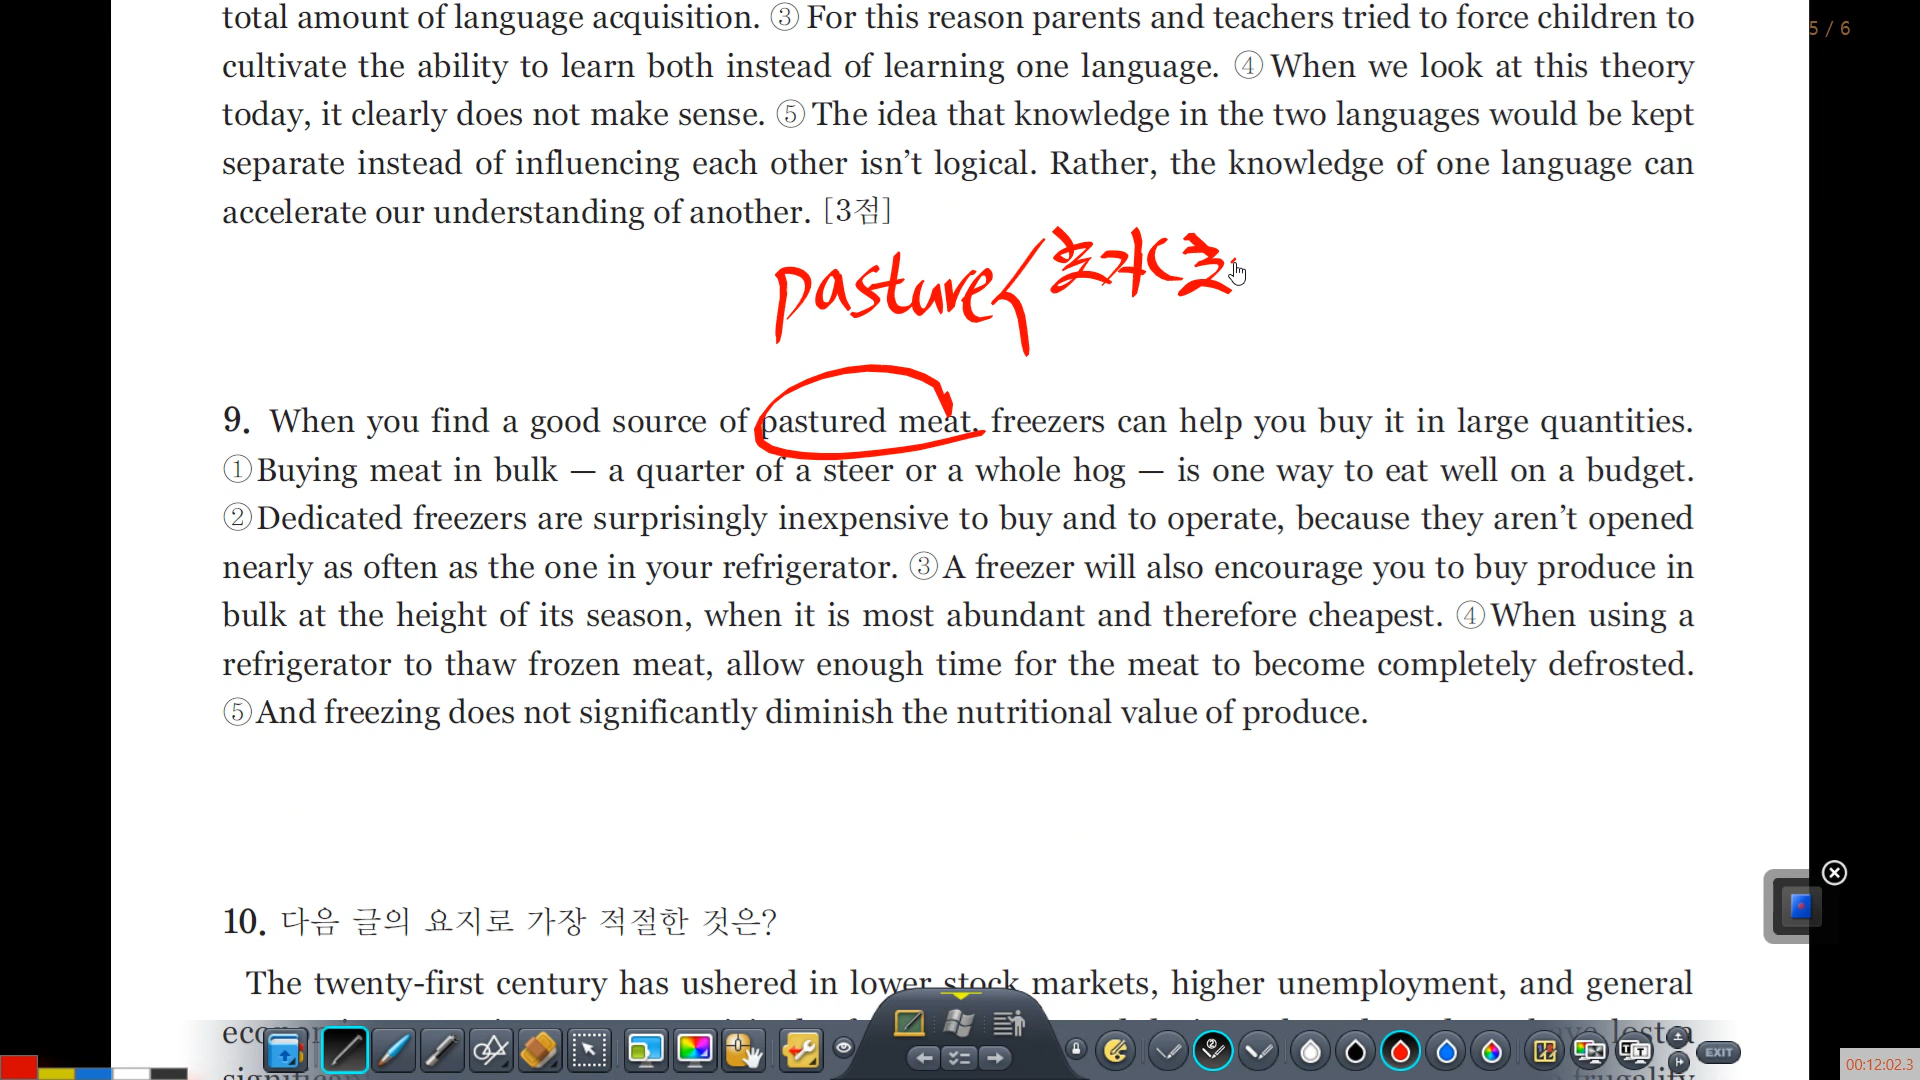 total amount of language acquisition. ③ For this reason parents and teachers tried to force children to
5 / 6
cultivate the ability to learn both instead of learning one language. ④ When we look at this theory
today, it clearly does not make sense. ⑤ The idea that knowledge in the two languages would be kept
separate instead of influencing each other isn't logical. Rather, the knowledge of one language can
accelerate our understanding of another. [3점]
pasture
9. When you find a good source of pastured meat, freezers can help you buy it in large quantities.
① Buying meat in bulk — a quarter of a steer or a whole hog — is one way to eat well on a budget.
② Dedicated freezers are surprisingly inexpensive to buy and to operate, because they aren't opened
nearly as often as the one in your refrigerator. ③ A freezer will also encourage you to buy produce in
bulk at the height of its season, when it is most abundant and therefore cheapest. ④ When using a
refrigerator to thaw frozen meat, allow enough time for the meat to become completely defrosted.
⑤ And freezing does not significantly diminish the nutritional value of produce.
10. 다음 글의 요지로 가장 적절한 것은?
The twenty-first century has ushered in lower stock markets, higher unemployment, and general
EXIT
00:12:02.3